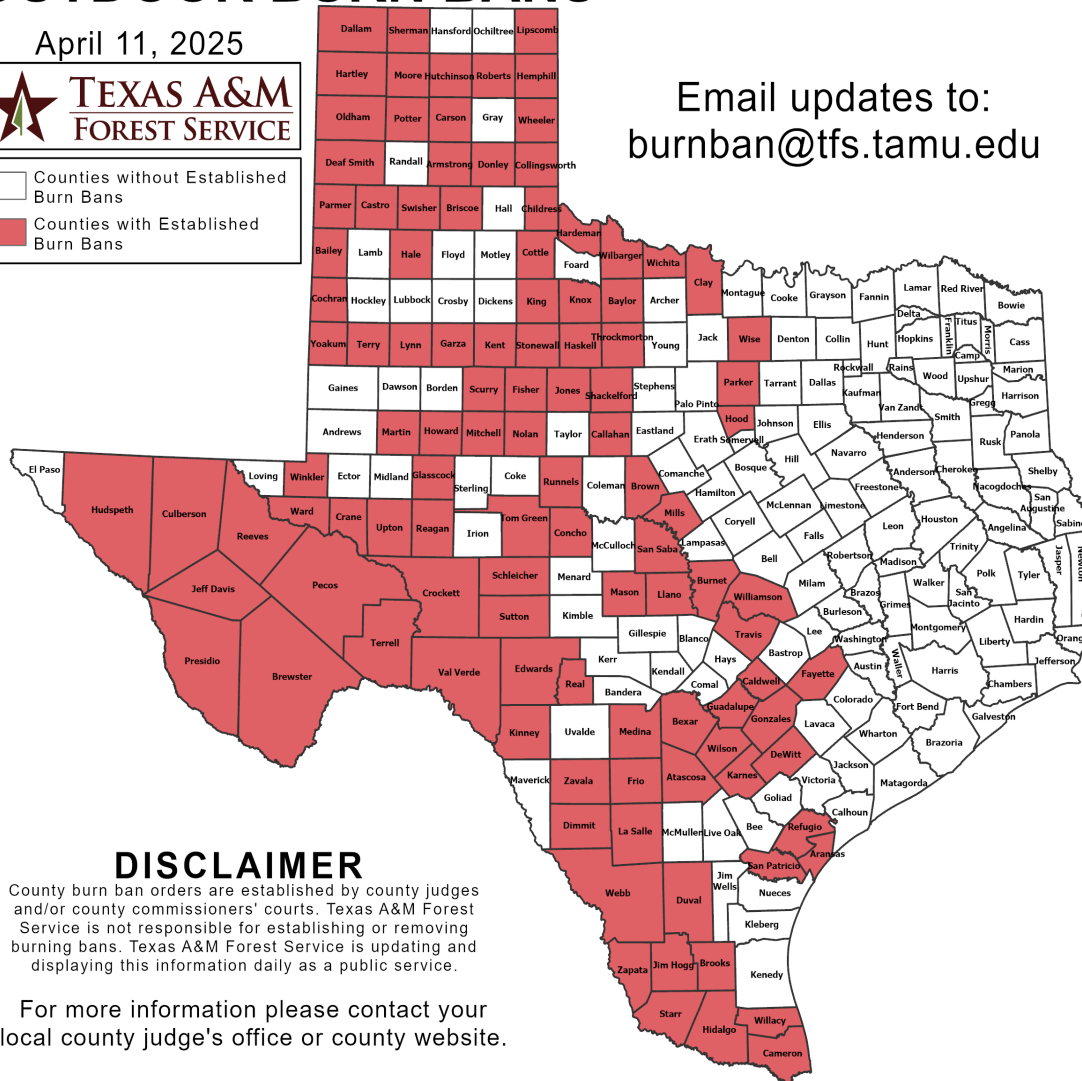 April 11, 2025
TEXAS A&M
FOREST SERVICE
Counties without Established
Burn Bans
Counties with Established
Burn Bans
Email updates to:
burnban@tfs.tamu.edu
Dallam Sherman Hansford Ochiltree Lipscomb
Hartley Moore Hutchinson Roberts Hemphill
Oldham Potter Carson Gray Wheeler
Deaf Smith Randall Armstrong Donley Collingsworth
Parmer Castro Swisher Briscoe Hall Childress
Hardeman
Bailey Lamb Hale Floyd Motley Cottle Foard Wilbarger Wichita Clay
Montague Cooke Grayson Fannin Lamar Red River Bowie
Cochran Hockley Lubbock Crosby Dickens King Knox Baylor Archer
Delta Franklin Titus Morris Cass
Yoakum Terry Lynn Garza Kent Stonewall Haskell Throckmorton Young Jack Wise Denton Collin Hunt Hopkins Camp
Rockwall Rains Wood Upshur Marion
Gaines Dawson Borden Scurry Fisher Jones Shackelford Stephens Palo Pinto Parker Tarrant Dallas Kaufman Van Zandt Gregg Harrison
Andrews Martin Howard Mitchell Nolan Taylor Callahan Eastland Erath Hood Somervell Johnson Ellis Henderson Smith Rusk Panola
El Paso Loving Winkler Ector Midland Glasscock Sterling Coke Runnels Coleman Brown Comanche Bosque Hill Navarro Anderson Cherokee Nacogdoches Shelby
Hudspeth Culberson Reeves Ward Crane Upton Reagan Irion Tom Green Concho McCulloch San Saba Mills Hamilton McLennan Limestone Freestone Leon Houston Angelina San
Augustine Sabin
Lampasas Coryell Falls Bell Robertson Madison Trinity Polk Tyler Jasper Newton
Jeff Davis Pecos Crockett Schleicher Menard Mason Llano Burnet Williamson Milam Brazos Grimes Walker San
Jacinto Hardin
Sutton Kimble Gillespie Blanco Travis Lee Burleson Washington Montgomery Liberty Orang
Presidio Brewster Terrell Val Verde Edwards Real Kerr Kendall Hays Bastrop Fayette Austin Waller Harris Chambers Jefferson
Bandera Comal Caldwell Colorado Fort Bend Galveston
Kinney Uvalde Medina Bexar Guadalupe Gonzales Lavaca Wharton Brazoria
Wilson DeWitt Jackson
Maverick Zavala Frio Atascosa Karnes Victoria Matagorda
Goliad Calhoun
Dimmit La Salle McMullen Live Oak Bee Refugio
Aransas
San Patricio
Webb Duval Jim
Wells Nueces
Kleberg
Zapata Jim Hogg Brooks Kenedy
Starr Hidalgo Willacy
Cameron
DISCLAIMER
County burn ban orders are established by county judges
and/or county commissioners' courts. Texas A&M Forest
Service is not responsible for establishing or removing
burning bans. Texas A&M Forest Service is updating and
displaying this information daily as a public service.
For more information please contact your
local county judge's office or county website.